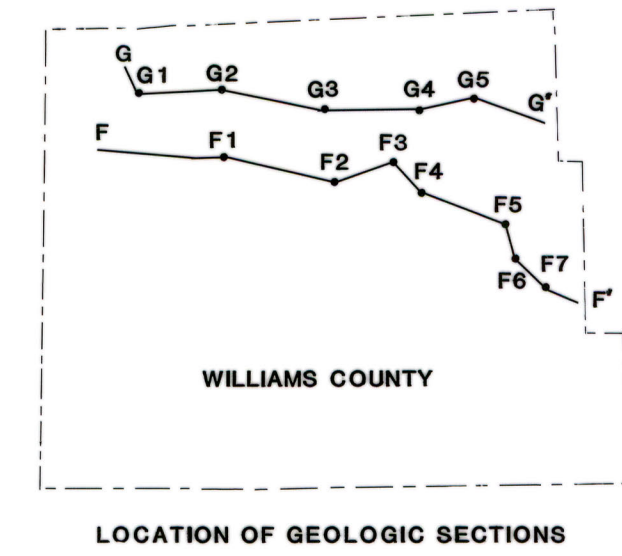 G
G1
G2
G3
G4
G5
G'
F
F1
F2
F3
F4
F5
F6
F7
F'
WILLIAMS COUNTY
LOCATION OF GEOLOGIC SECTIONS